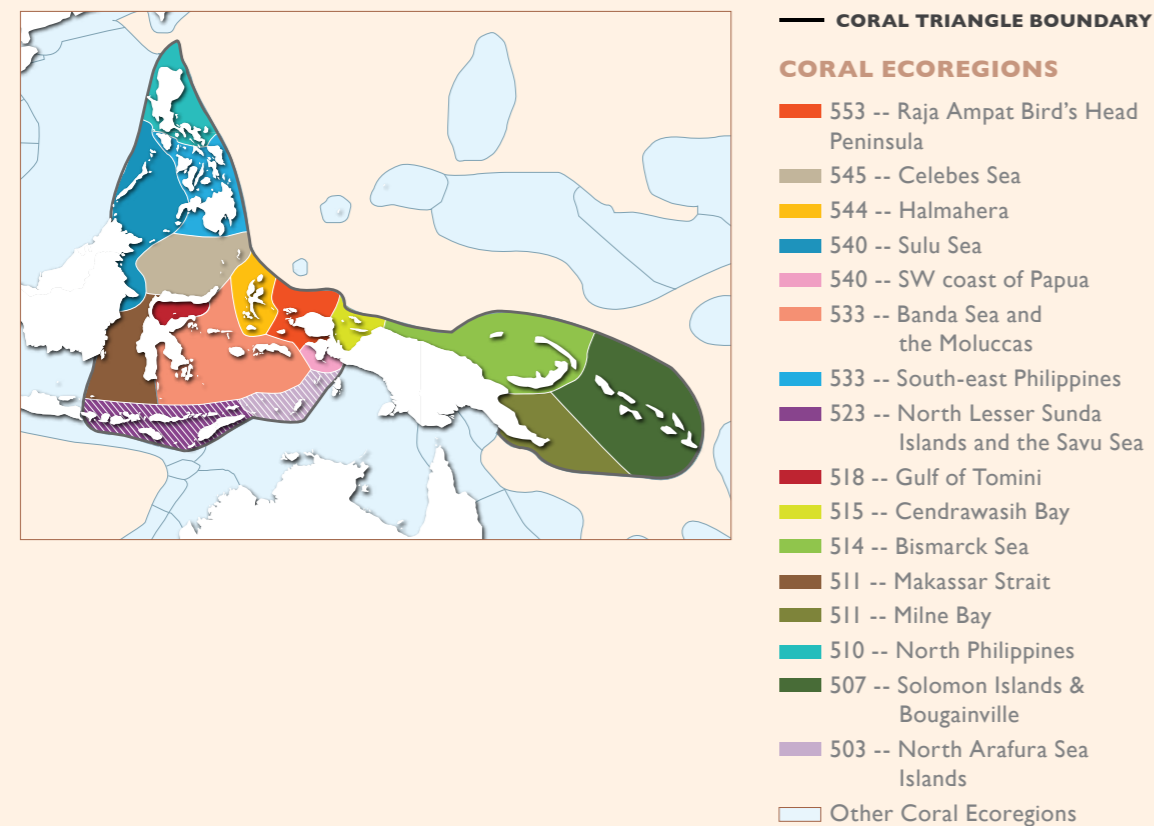 CORAL TRIANGLE BOUNDARY
CORAL ECOREGIONS
553 -- Raja Ampat Bird's Head
Peninsula
545 -- Celebes Sea
544 -- Halmahera
540 -- Sulu Sea
540 -- SW coast of Papua
533 -- Banda Sea and
the Moluccas
533 -- South-east Philippines
523 -- North Lesser Sunda
Islands and the Savu Sea
518 -- Gulf of Tomini
515 -- Cendrawasih Bay
514 -- Bismarck Sea
511 -- Makassar Strait
511 -- Milne Bay
510 -- North Philippines
507 -- Solomon Islands &
Bougainville
503 -- North Arafura Sea
Islands
Other Coral Ecoregions